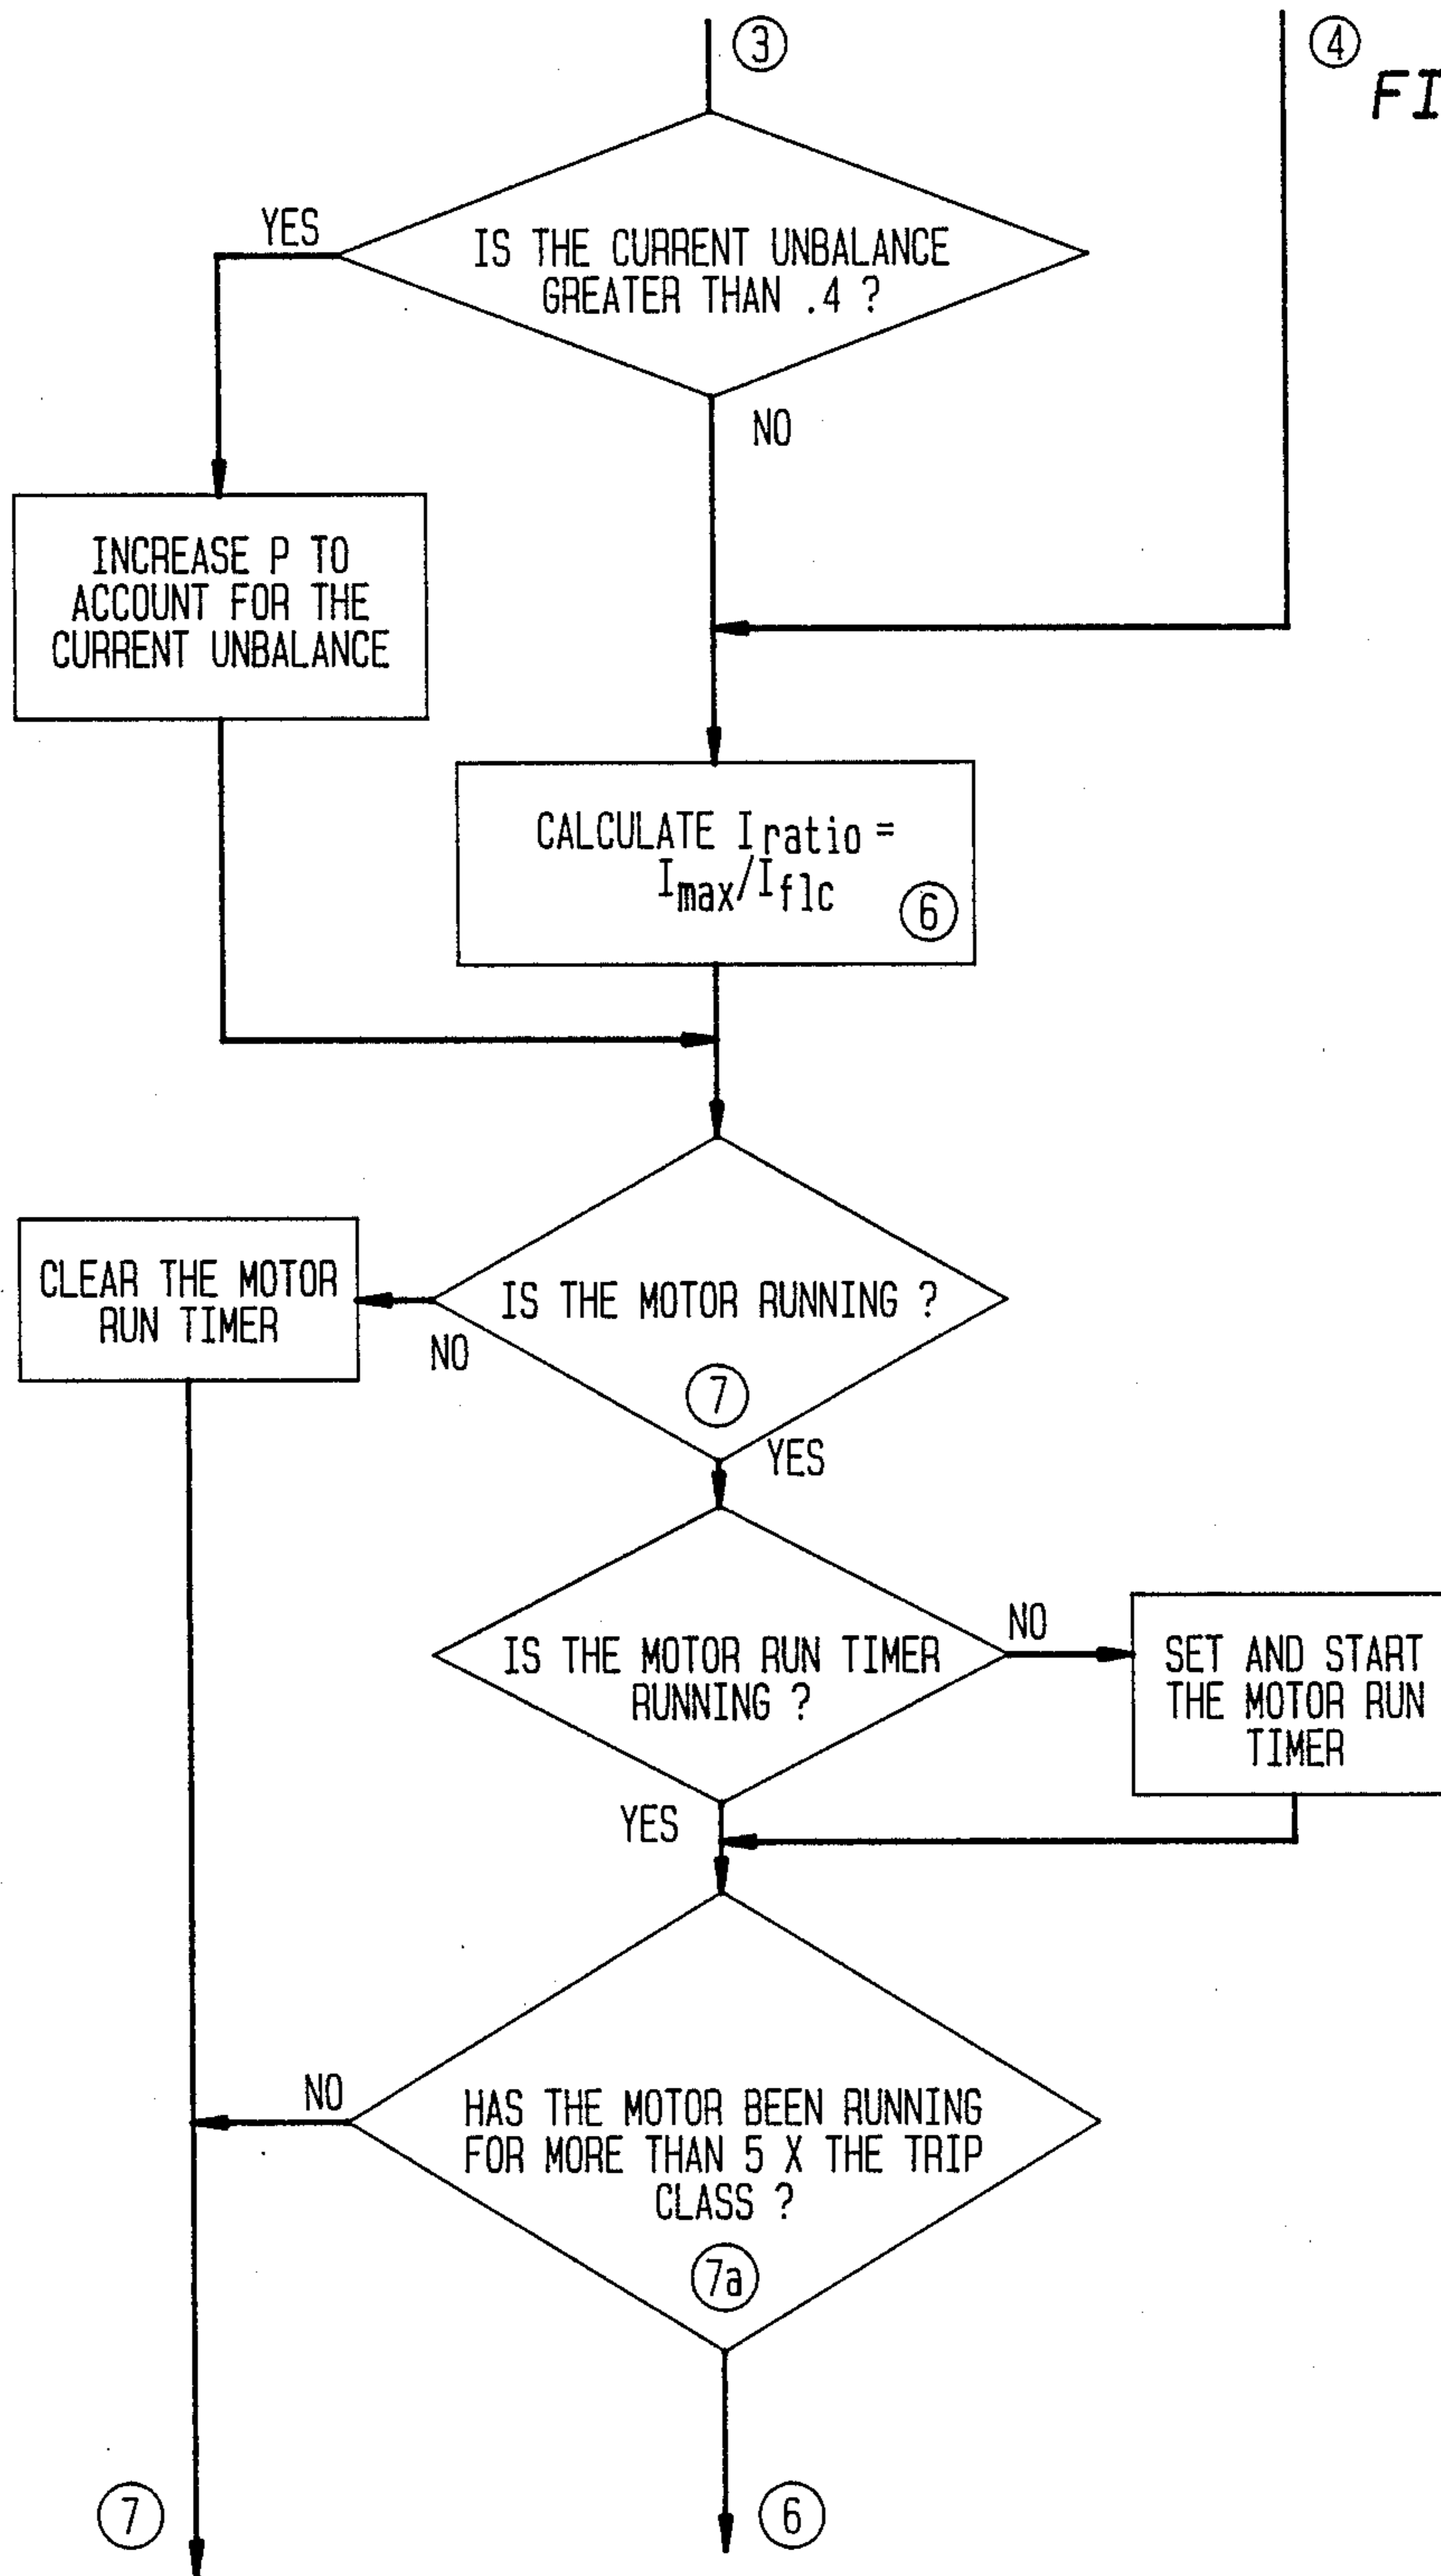 3
4
FI
YES
IS THE CURRENT UNBALANCE
GREATER THAN .4 ?
NO
INCREASE P TO
ACCOUNT FOR THE
CURRENT UNBALANCE
CALCULATE Iratio =
Imax/Iflc
6
CLEAR THE MOTOR
RUN TIMER
NO
IS THE MOTOR RUNNING ?
7
YES
IS THE MOTOR RUN TIMER
RUNNING ?
NO
SET AND START
THE MOTOR RUN
TIMER
YES
NO
HAS THE MOTOR BEEN RUNNING
FOR MORE THAN 5 X THE TRIP
CLASS ?
7a
7
6